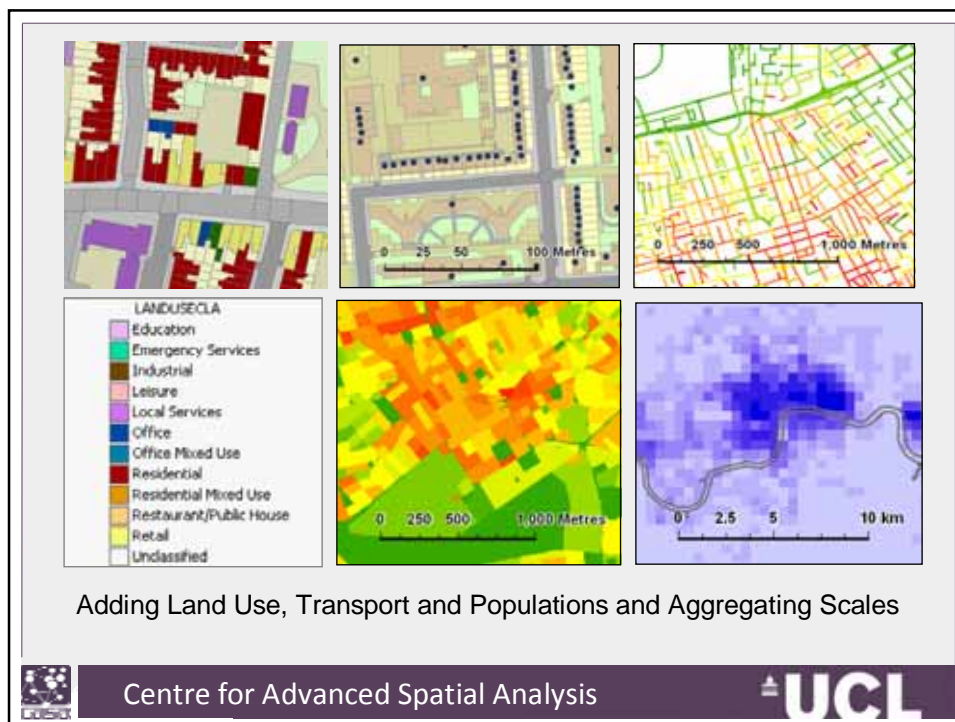 0 25 50 100 Metres
0 250 500 1,000 Metres
LANDUSECLA
Education
Emergency Services
Industrial
Leisure
Local Services
Office
Office Mixed Use
Residential
Residential Mixed Use
Restaurant/Public House
Retail
Unclassified
0 250 500 1,000 Metres
0 2.5 5 10 km
Adding Land Use, Transport and Populations and Aggregating Scales
Centre for Advanced Spatial Analysis
UCL